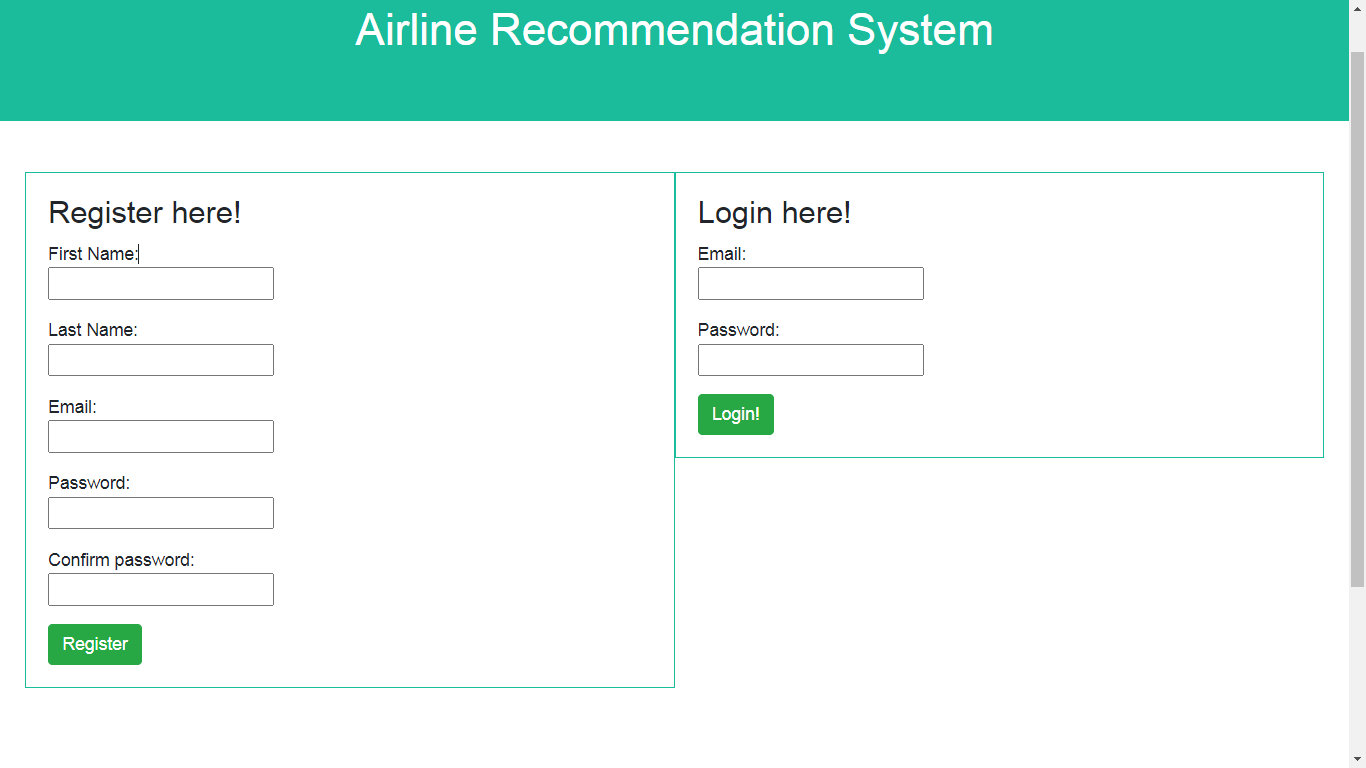 Airline Recommendation System
Register here!
First Name:
Last Name:
Email:
Password:
Confirm password:
Register
Login here!
Email:
Password:
Login!